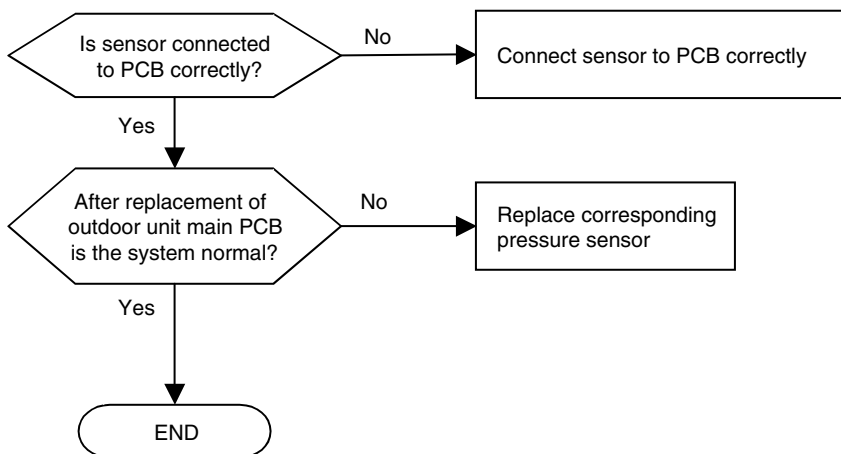 Is sensor connected
to PCB correctly?
No
Connect sensor to PCB correctly
Yes
After replacement of
outdoor unit main PCB
is the system normal?
No
Replace corresponding
pressure sensor
Yes
END